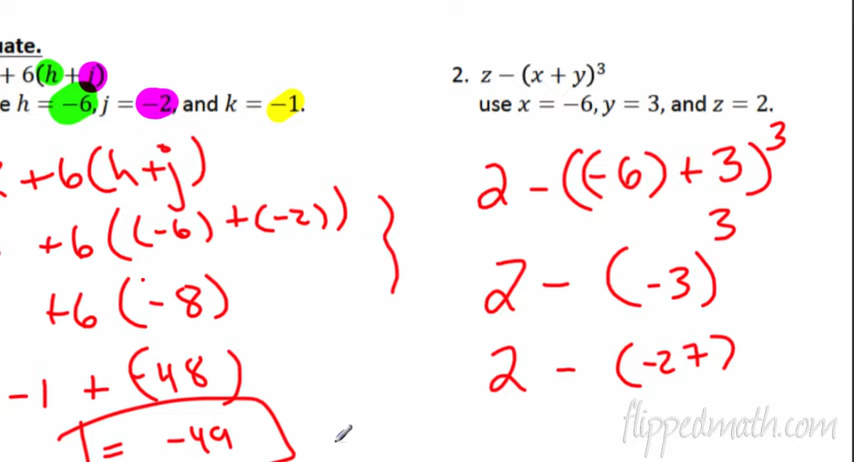 uate.
+ 6(h + j)
e h = −6, j = −2, and k = −1.
+6(h+j)
+6((-6)+(-2))
+6(-8)
-1 + (-48)
= -49
2. z − (x + y)³
use x = −6, y = 3, and z = 2.
2 - ((-6)+3)³
2 - (-3)³
2 - (-27)
flippedmath.com